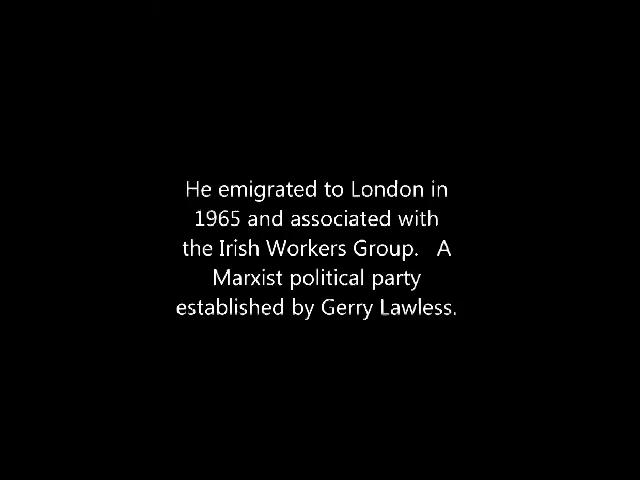 He emigrated to London in
1965 and associated with
the Irish Workers Group.   A
Marxist political party
established by Gerry Lawless.